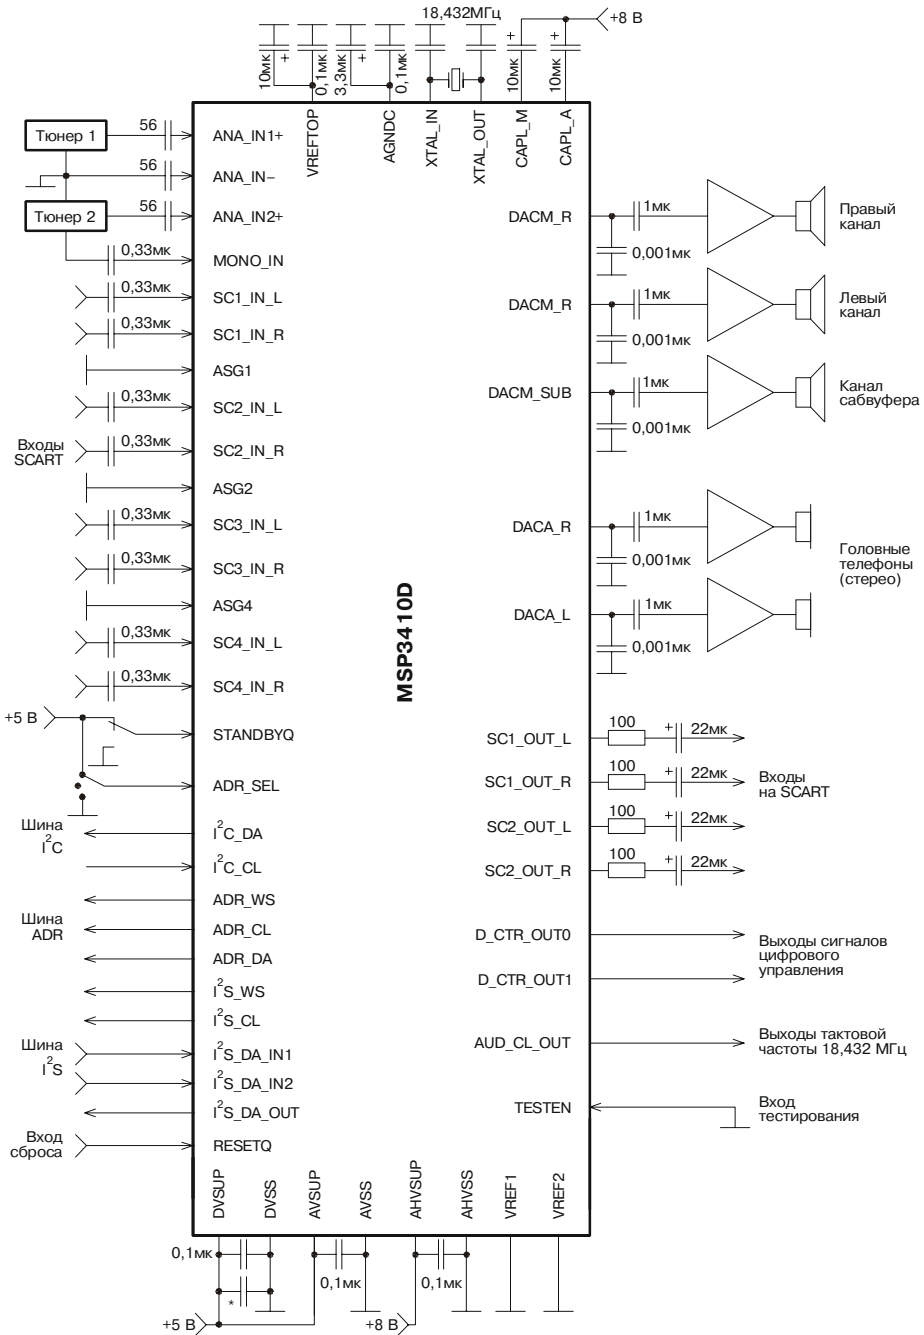 18,432МГц
+8 В
10мк
+
0,1мк
3,3мк
+
0,1мк
+
10мк
+
10мк
VREFTOP
AGNDC
XTAL_IN
XTAL_OUT
CAPL_M
CAPL_A
Тюнер 1
56
ANA_IN1+
56
ANA_IN–
Тюнер 2
56
ANA_IN2+
0,33мк
MONO_IN
0,33мк
SC1_IN_L
0,33мк
SC1_IN_R
ASG1
0,33мк
SC2_IN_L
Входы
SCART
0,33мк
SC2_IN_R
ASG2
0,33мк
SC3_IN_L
0,33мк
SC3_IN_R
ASG4
0,33мк
SC4_IN_L
0,33мк
SC4_IN_R
+5 В
STANDBYQ
ADR_SEL
Шина
I²C
I²C_DA
I²C_CL
Шина
ADR
ADR_WS
ADR_CL
ADR_DA
I²S_WS
I²S_CL
Шина
I²S
I²S_DA_IN1
I²S_DA_IN2
I²S_DA_OUT
Вход
сброса
RESETQ
MSP3410D
DACM_R
1мк
0,001мк
Правый
канал
DACM_R
1мк
0,001мк
Левый
канал
DACM_SUB
1мк
0,001мк
Канал
сабвуфера
DACA_R
1мк
0,001мк
Головные
телефоны
(стерео)
DACA_L
1мк
0,001мк
SC1_OUT_L
100
+
22мк
SC1_OUT_R
100
+
22мк
Входы
на SCART
SC2_OUT_L
100
+
22мк
SC2_OUT_R
100
+
22мк
D_CTR_OUT0
D_CTR_OUT1
Выходы сигналов
цифрового
управления
AUD_CL_OUT
Выходы тактовой
частоты 18,432 МГц
TESTEN
Вход
тестирования
DVSUP
DVSS
AVSUP
AVSS
AHVSUP
AHVSS
VREF1
VREF2
0,1мк
0,1мк
0,1мк
*
+5 В
+8 В